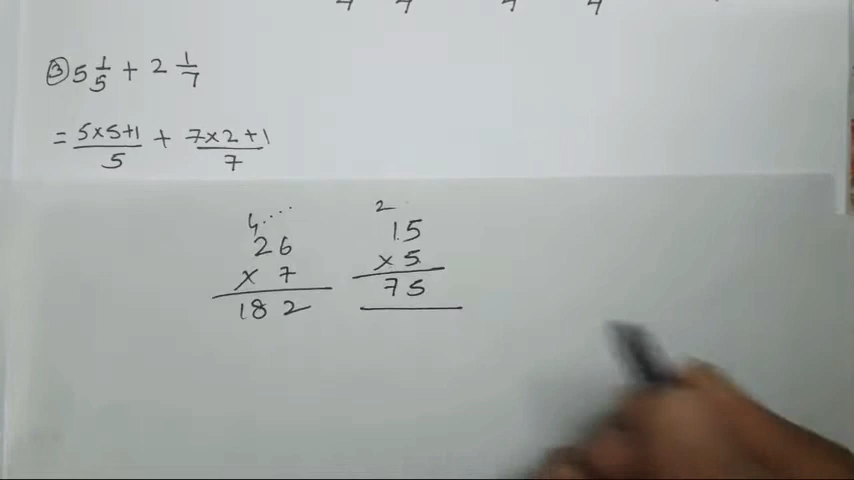 ③ 5 1/5 + 2 1/7
= 5×5+1/5 + 7×2+1/7
4 2
26 15
× 7 × 5
182 75